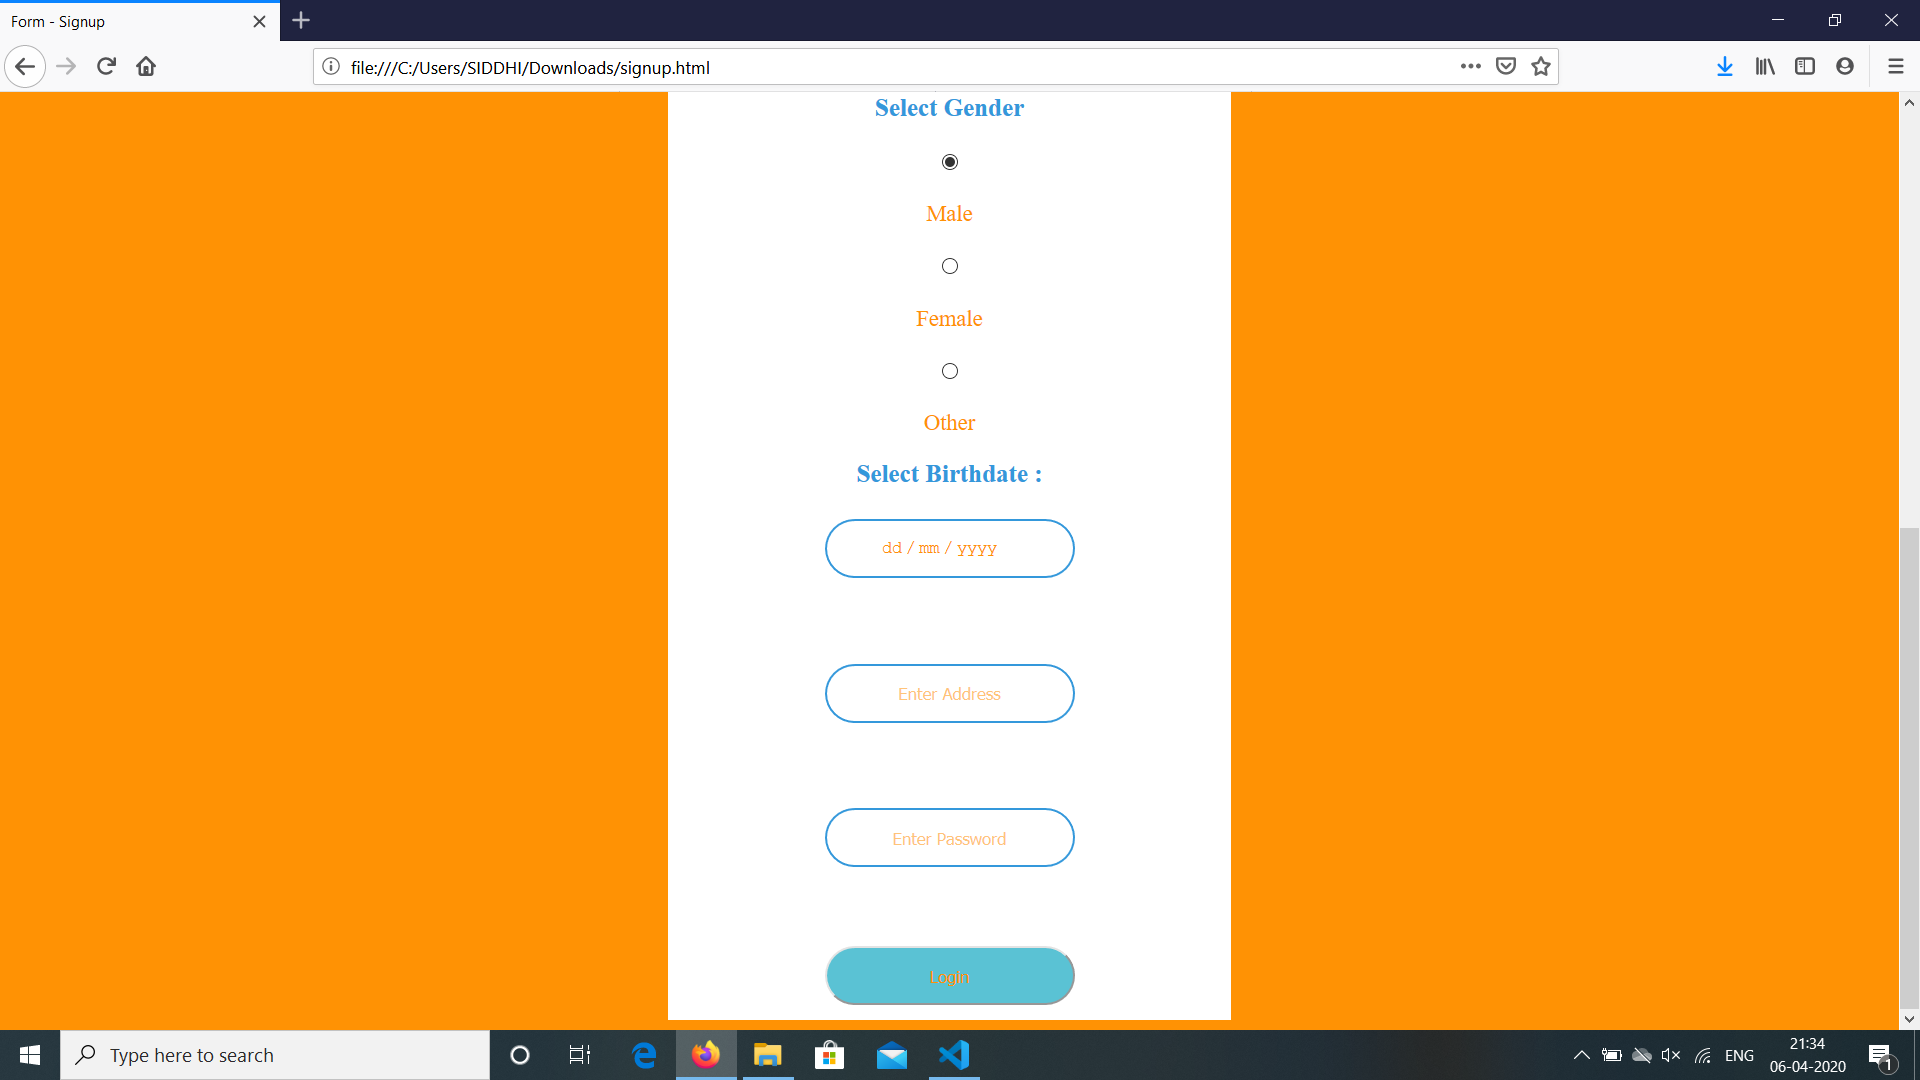 Form - Signup
file:///C:/Users/SIDDHI/Downloads/signup.html
Select Gender
Male
Female
Other
Select Birthdate :
dd / mm / yyyy
Enter Address
Enter Password
Login
Type here to search
ENG
21:34
06-04-2020
1